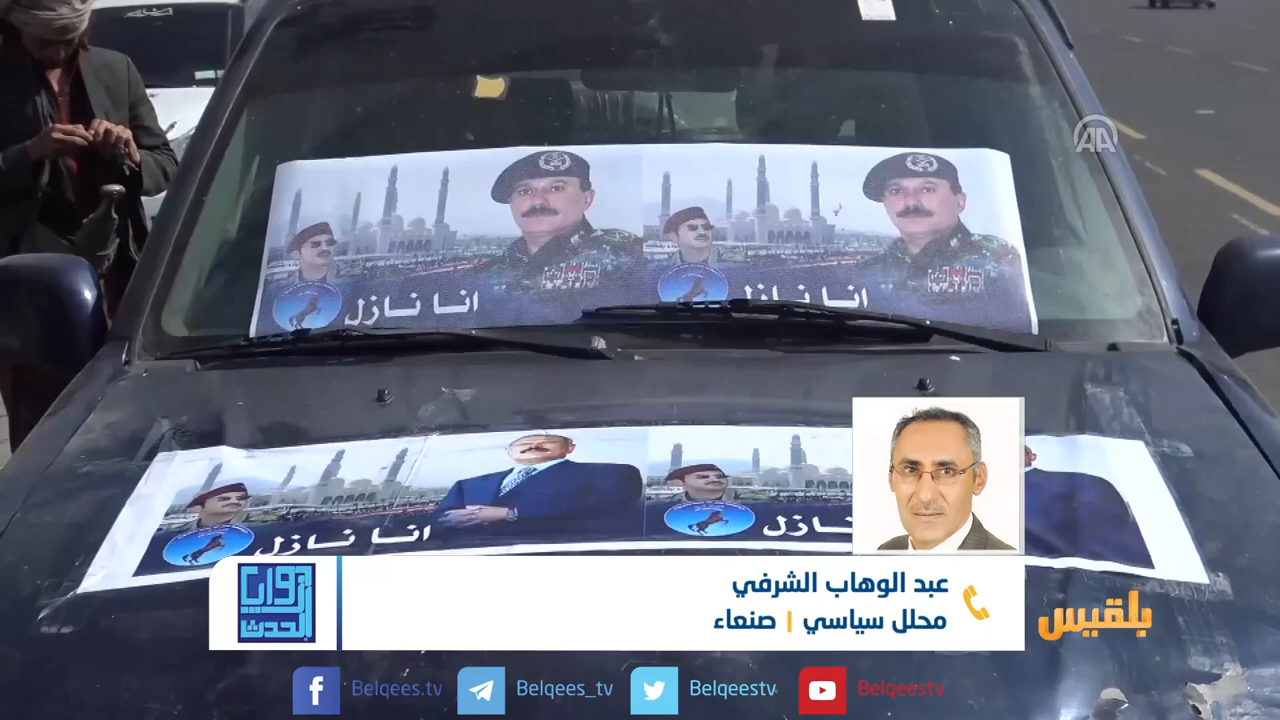 AA
انا نازل
انا نازل
انا نازل
نازل
عبد الوهاب الشرفي
محلل سياسي | صنعاء
بلقيس
الحدث
Belqees.tv
Belqees_tv
Belqeestv
Belqeestv